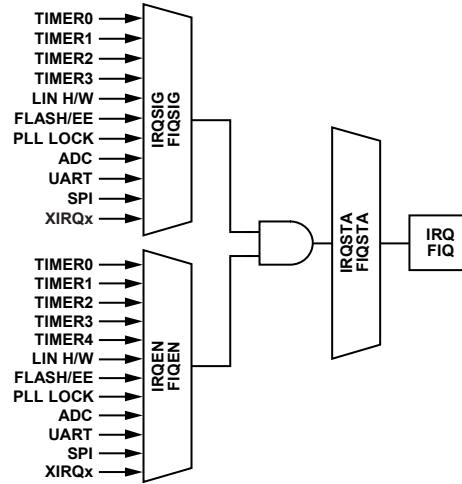 TIMER0
TIMER1
TIMER2
TIMER3
LIN H/W
FLASH/EE
PLL LOCK
ADC
UART
SPI
XIRQx
IRQSIG
FIQSIG
TIMER0
TIMER1
TIMER2
TIMER3
TIMER4
LIN H/W
FLASH/EE
PLL LOCK
ADC
UART
SPI
XIRQx
IRQEN
FIQEN
IRQSTA
FIQSTA
IRQ
FIQ